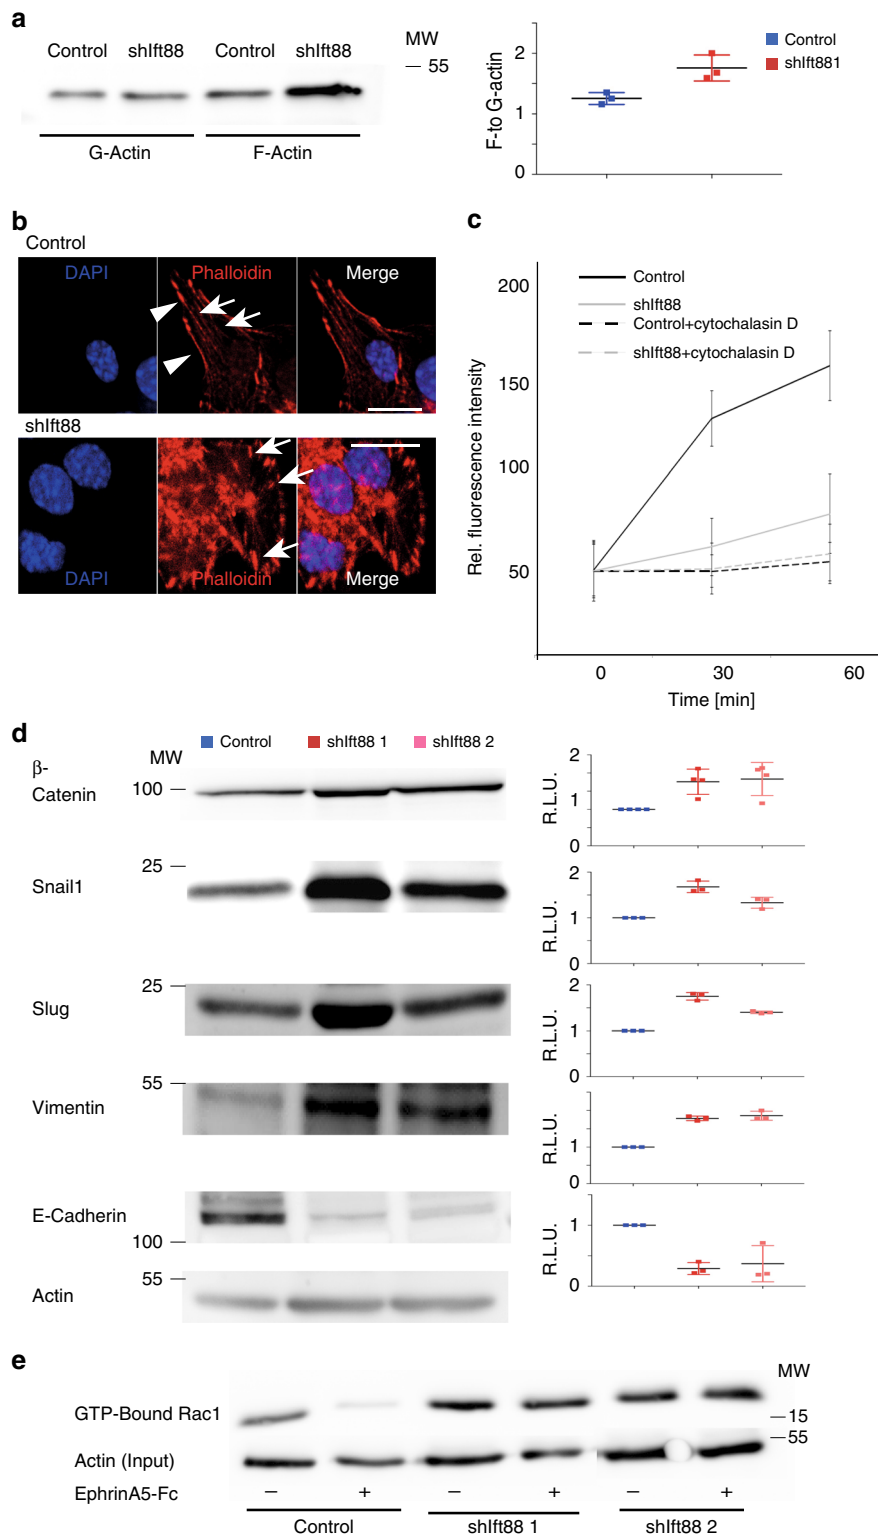 a
Control shIft88 Control shIft88
MW
— 55
G-Actin F-Actin
F-to G-actin
2
1
0
Control
shIft881
b
Control
DAPI Phalloidin Merge
shIft88
DAPI Phalloidin Merge
c
Rel. fluorescence intensity
200
150
100
50
Control
shIft88
Control+cytochalasin D
shIft88+cytochalasin D
0 30 60
Time [min]
d
MW
Control shIft88 1 shIft88 2
β-
Catenin
100 —
R.L.U.
2
1
0
Snail1
25 —
R.L.U.
2
1
0
Slug
25 —
R.L.U.
2
1
0
Vimentin
55 —
R.L.U.
1
0
E-Cadherin
100 —
R.L.U.
1
0
Actin
55 —
e
MW
GTP-Bound Rac1
— 15
— 55
Actin (Input)
EphrinA5-Fc − + − + − +
Control shIft88 1 shIft88 2